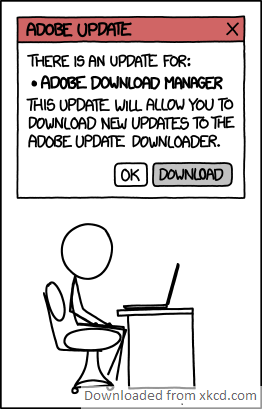 ADOBE UPDATE
THERE IS AN UPDATE FOR:
• ADOBE DOWNLOAD MANAGER
THIS UPDATE WILL ALLOW YOU TO
DOWNLOAD NEW UPDATES TO THE
ADOBE UPDATE DOWNLOADER.
OK DOWNLOAD
Downloaded from xkcd.com